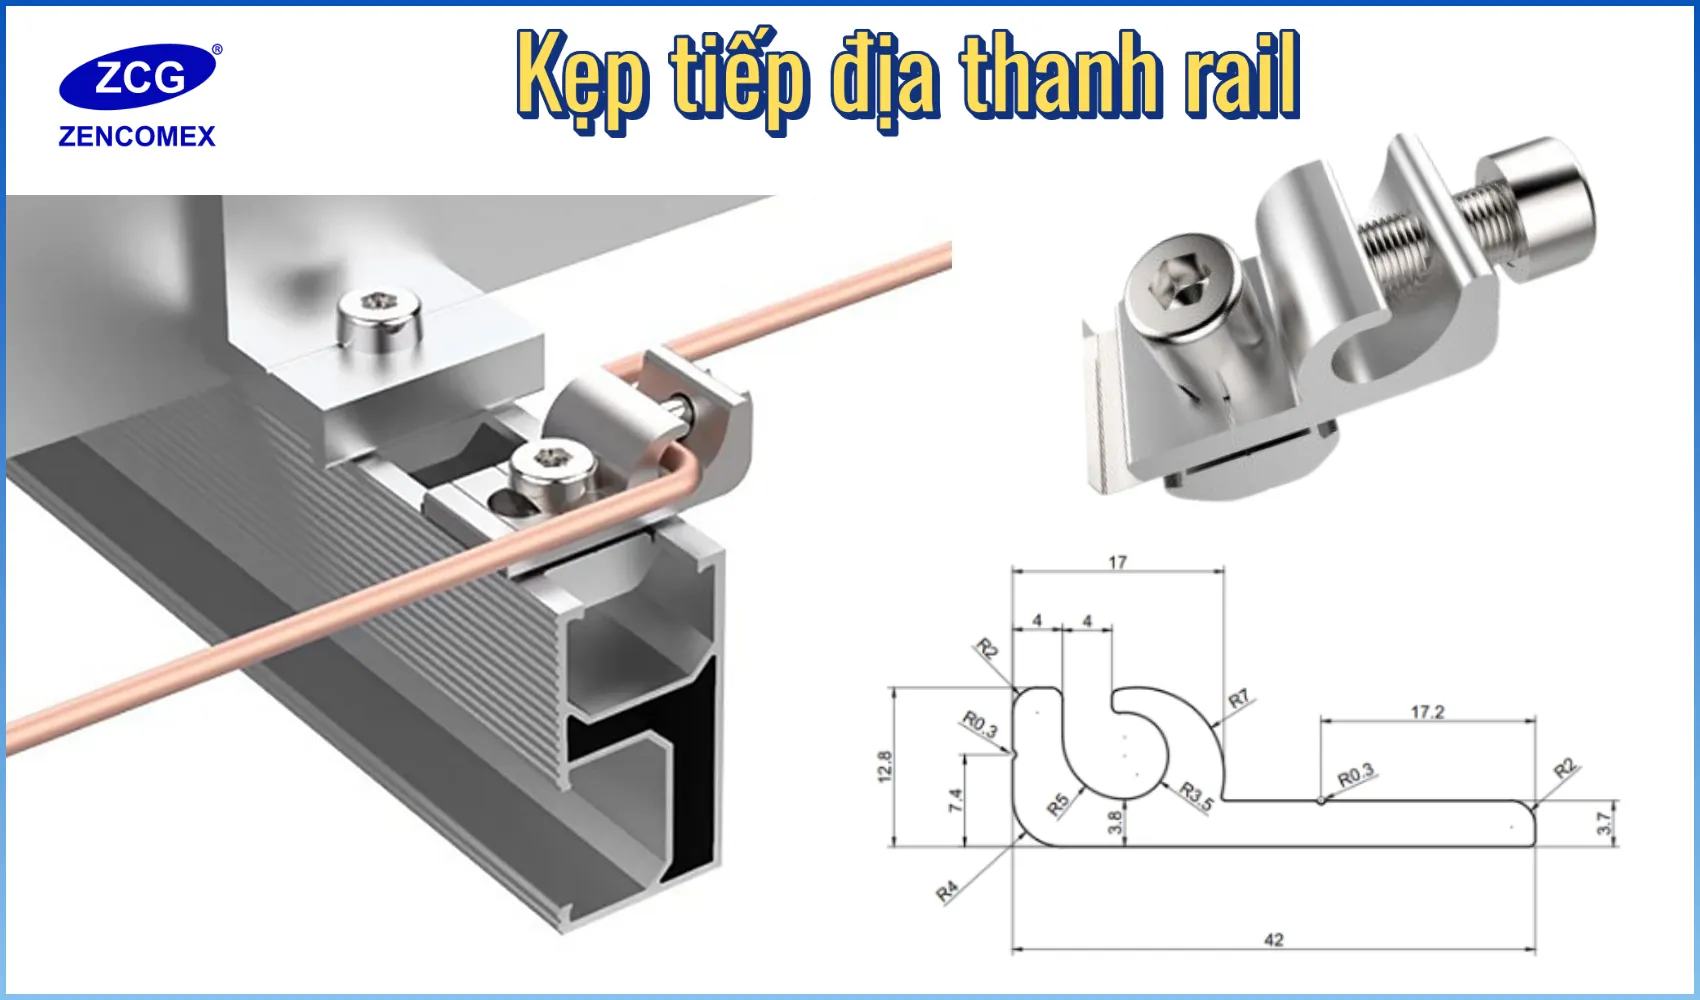 ZCG®
ZENCOMEX
Kẹp tiếp địa thanh rail
17
4 4
R2
R7
R0.3
17.2
12.8
7.4
R5
3.8
R3.5
R0.3
R2
3.7
R4
42